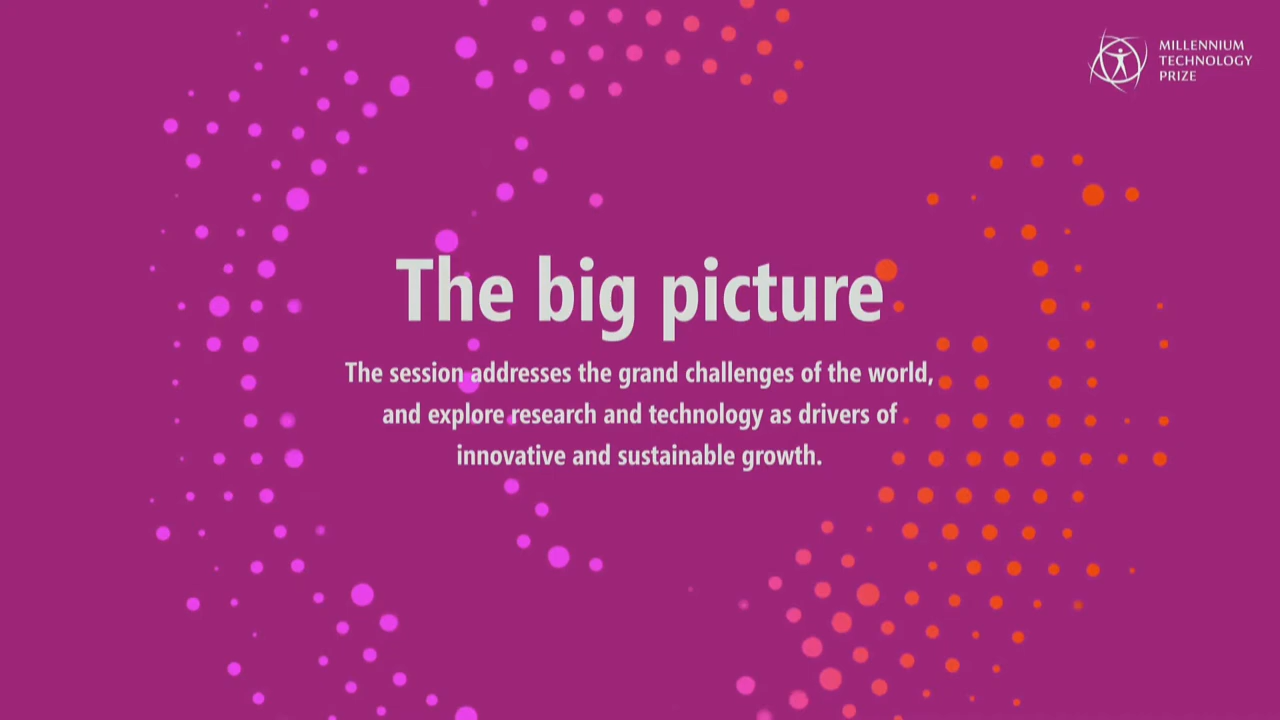 MILLENNIUM
TECHNOLOGY
PRIZE
The big picture
The session addresses the grand challenges of the world,
and explore research and technology as drivers of
innovative and sustainable growth.